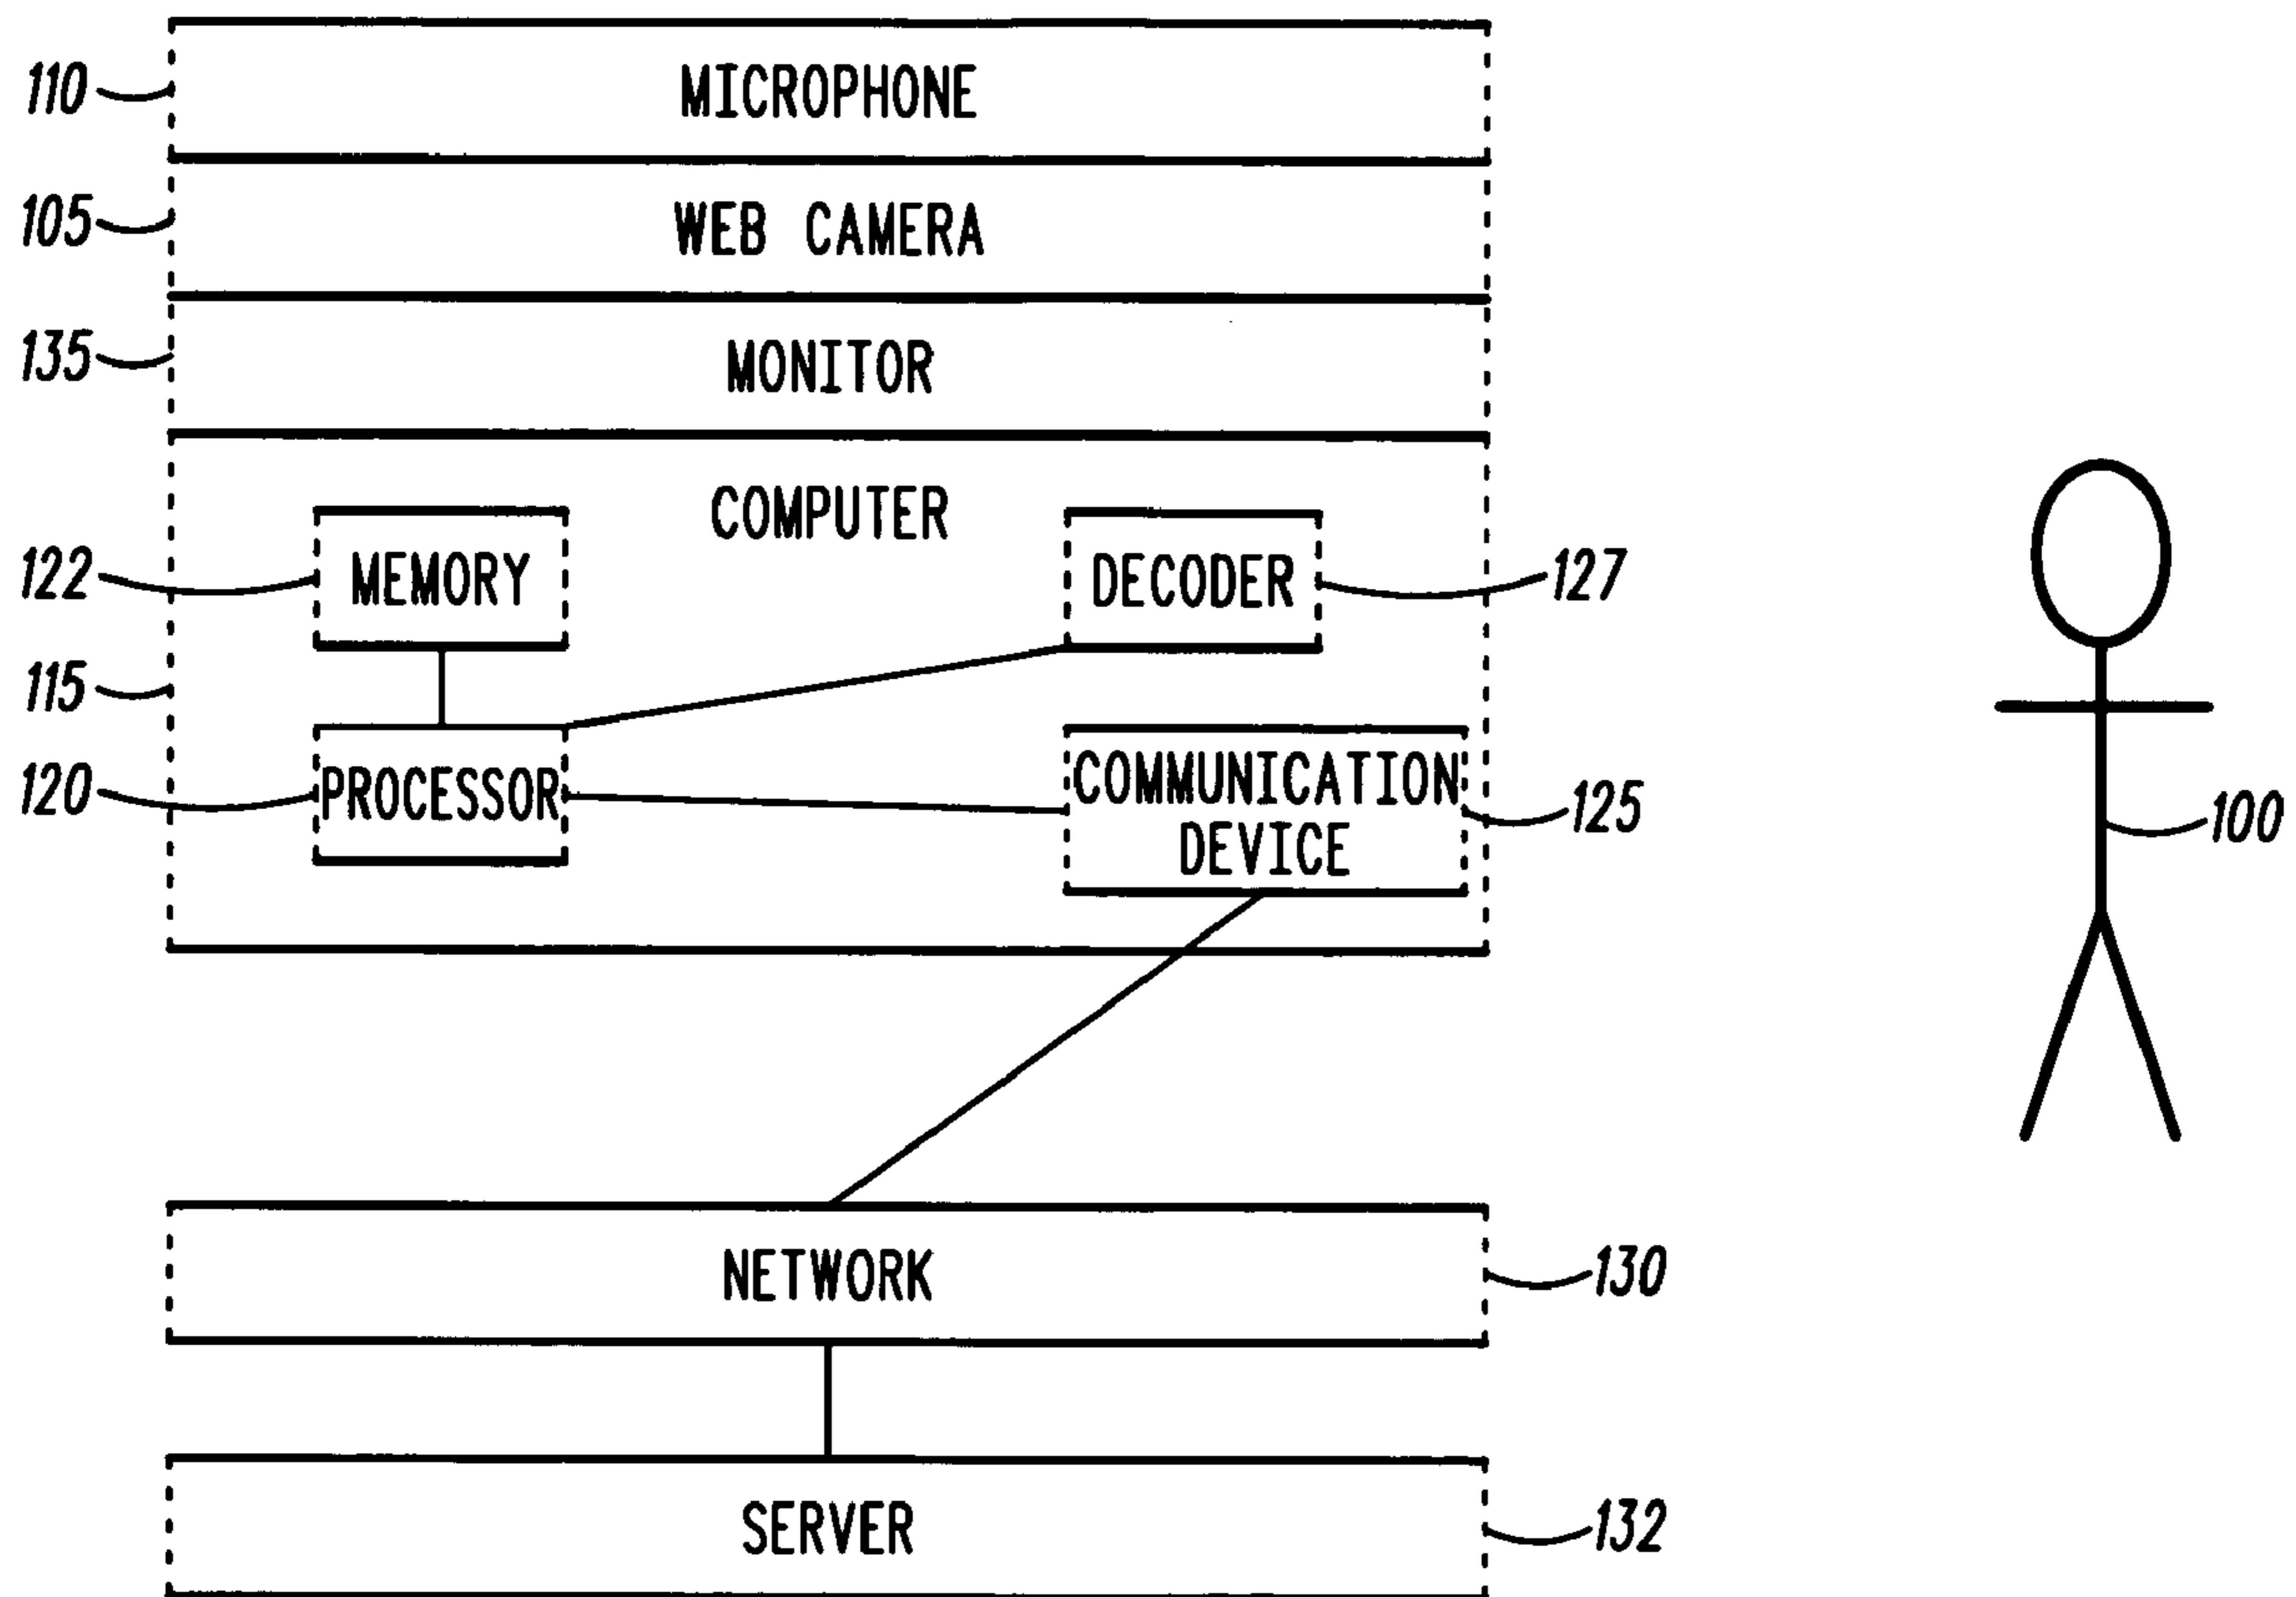 110 MICROPHONE
105 WEB CAMERA
135 MONITOR
COMPUTER
122 MEMORY
DECODER 127
115
120 PROCESSOR
COMMUNICATION
DEVICE
125
100
NETWORK 130
SERVER 132